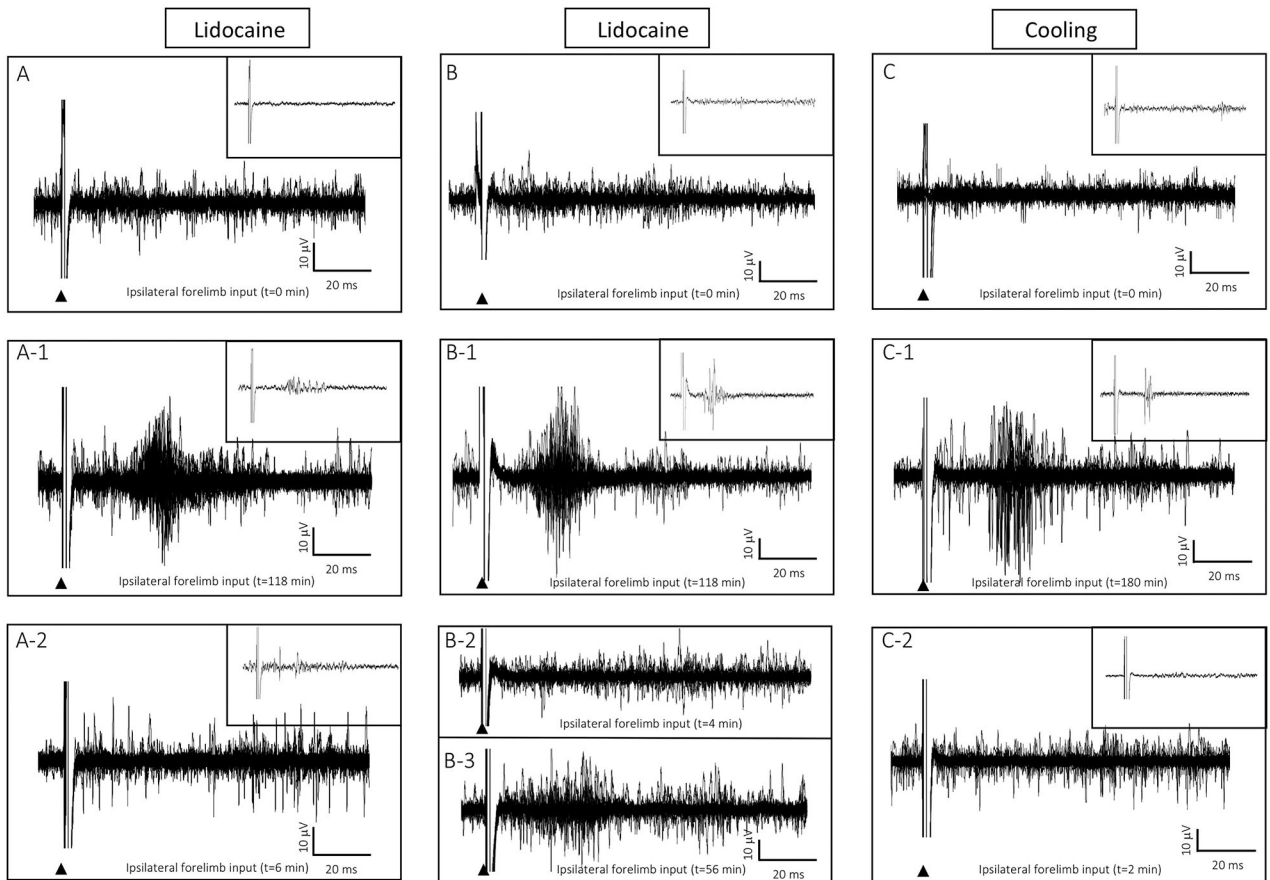 Lidocaine
Lidocaine
Cooling
A
10 µV
20 ms
Ipsilateral forelimb input (t=0 min)
B
10 µV
20 ms
Ipsilateral forelimb input (t=0 min)
C
10 µV
20 ms
Ipsilateral forelimb input (t=0 min)
A-1
10 µV
20 ms
Ipsilateral forelimb input (t=118 min)
B-1
10 µV
20 ms
Ipsilateral forelimb input (t=118 min)
C-1
10 µV
20 ms
Ipsilateral forelimb input (t=180 min)
A-2
10 µV
20 ms
Ipsilateral forelimb input (t=6 min)
B-2
Ipsilateral forelimb input (t=4 min)
B-3
10 µV
20 ms
Ipsilateral forelimb input (t=56 min)
C-2
10 µV
20 ms
Ipsilateral forelimb input (t=2 min)